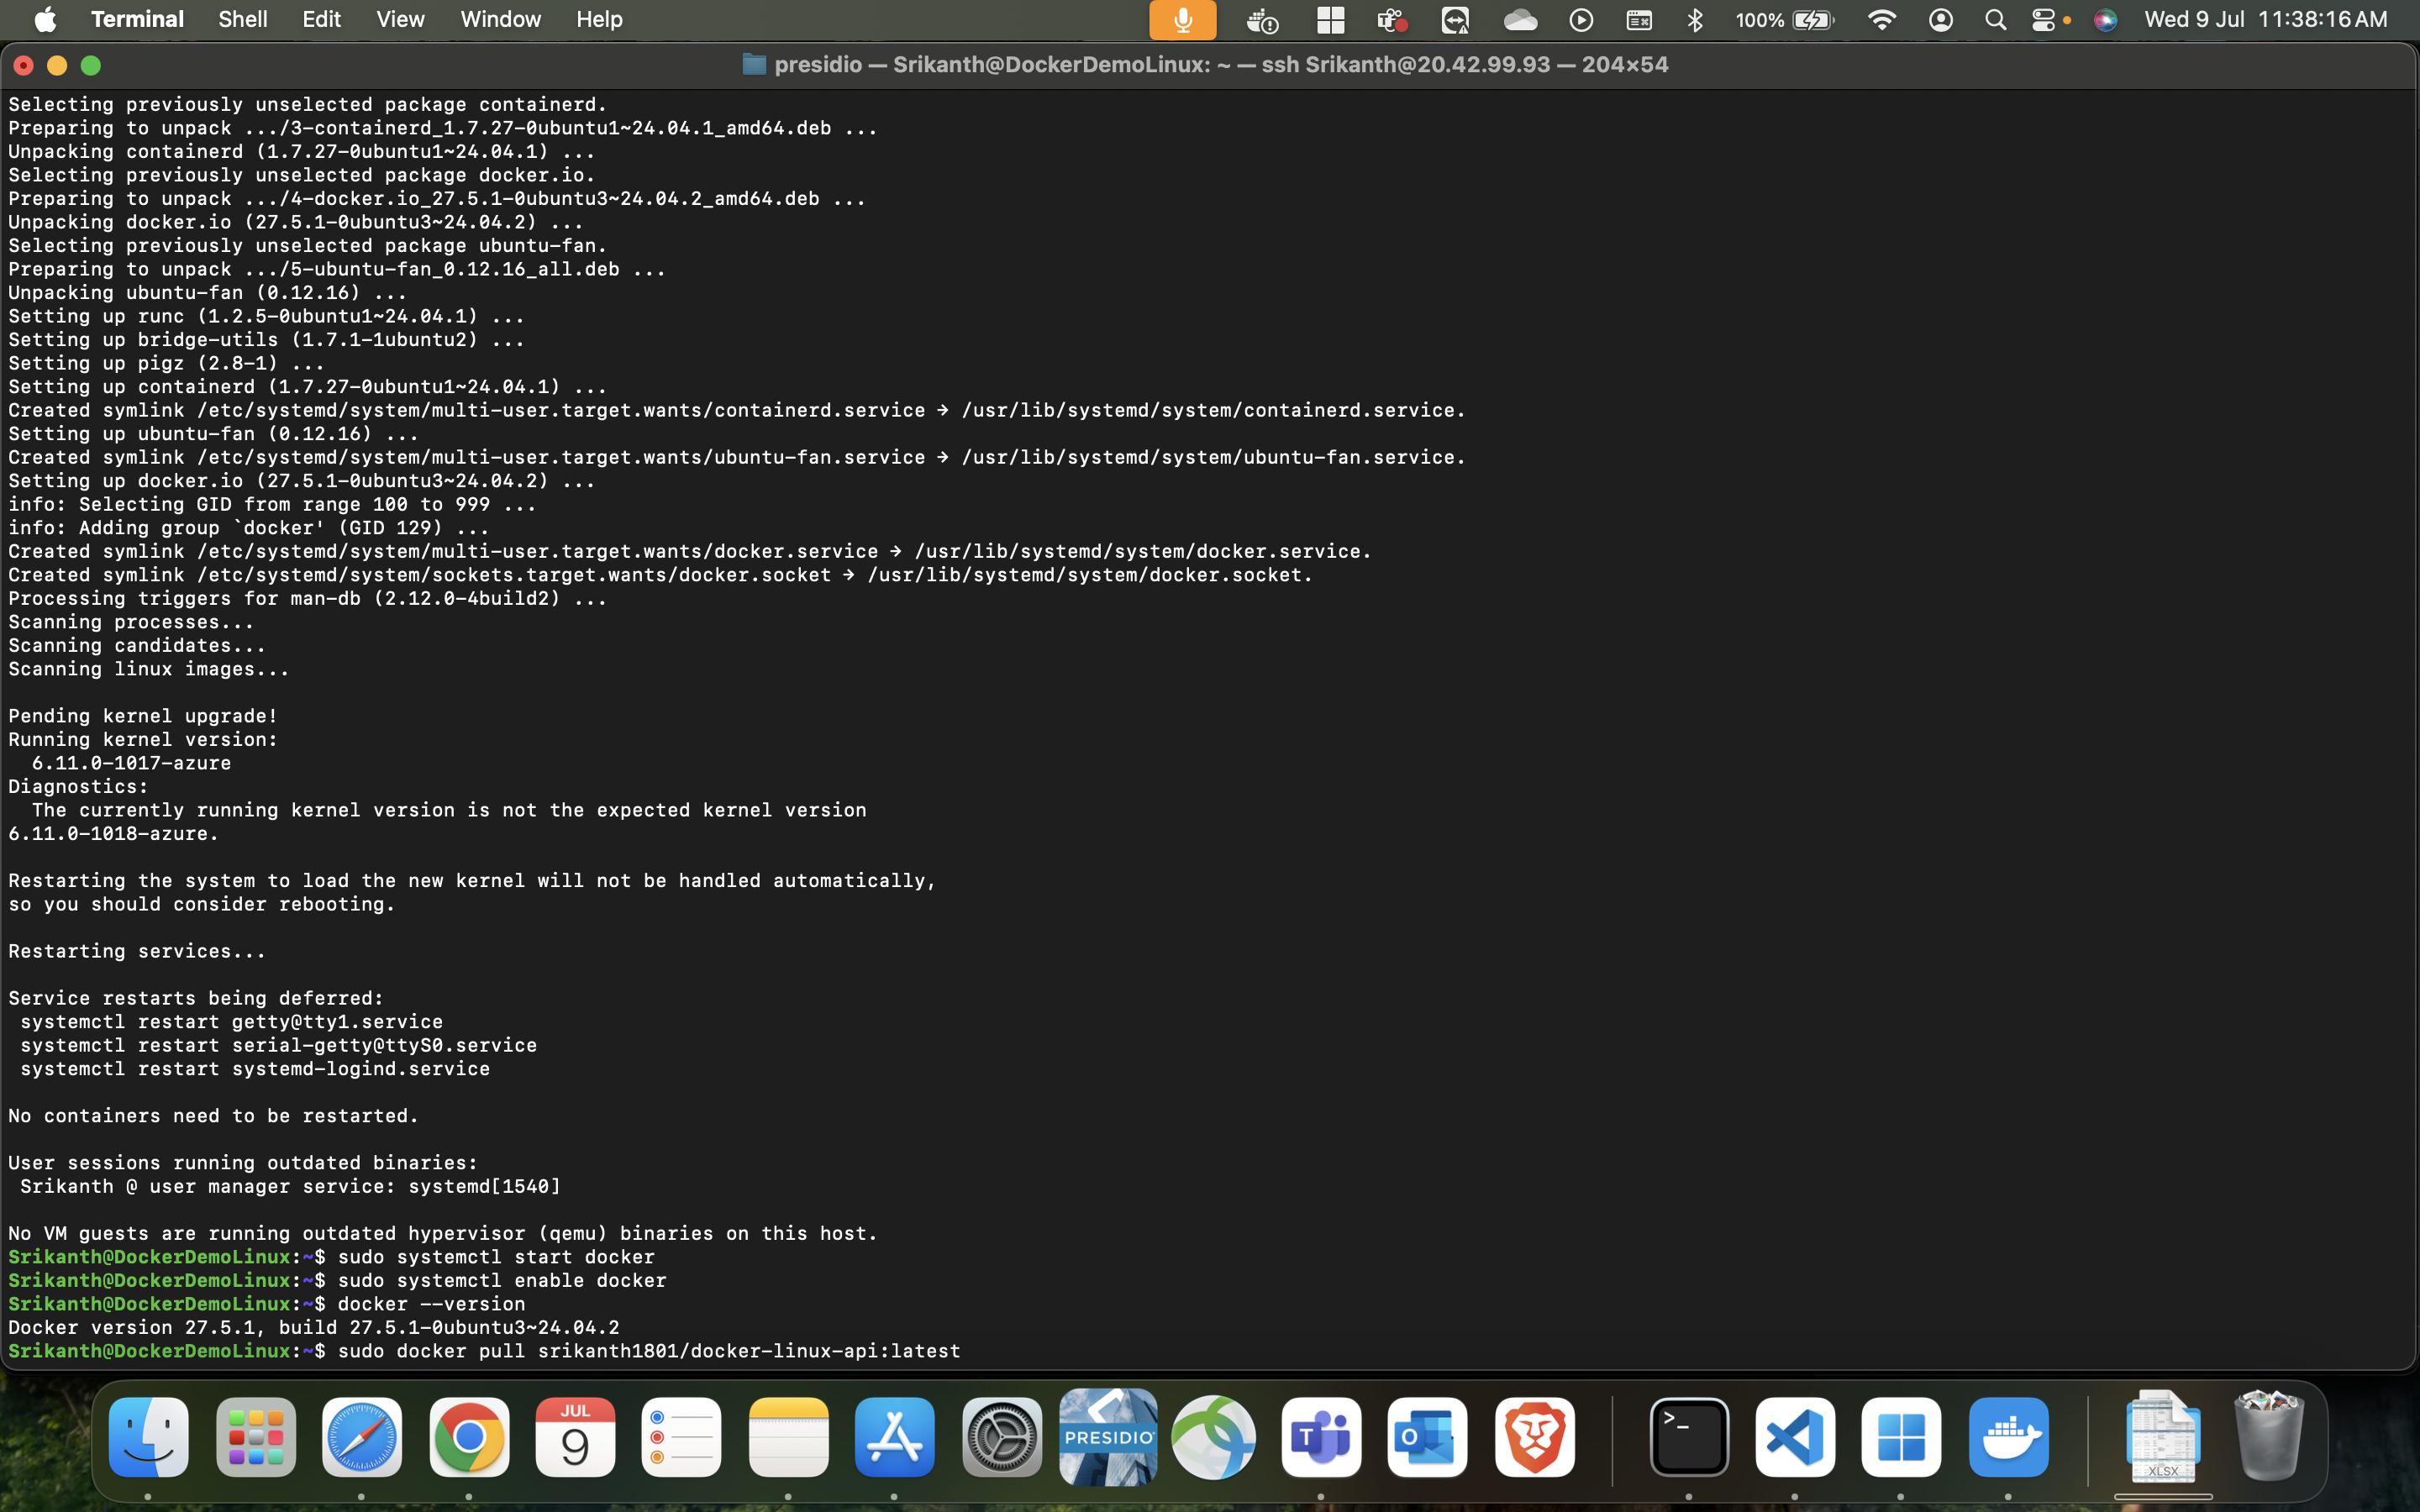 Terminal Shell Edit View Window Help 100% Wed 9 Jul 11:38:16 AM
presidio — Srikanth@DockerDemoLinux: ~ — ssh Srikanth@20.42.99.93 — 204×54
Selecting previously unselected package containerd.
Preparing to unpack .../3-containerd_1.7.27-0ubuntu1~24.04.1_amd64.deb ...
Unpacking containerd (1.7.27-0ubuntu1~24.04.1) ...
Selecting previously unselected package docker.io.
Preparing to unpack .../4-docker.io_27.5.1-0ubuntu3~24.04.2_amd64.deb ...
Unpacking docker.io (27.5.1-0ubuntu3~24.04.2) ...
Selecting previously unselected package ubuntu-fan.
Preparing to unpack .../5-ubuntu-fan_0.12.16_all.deb ...
Unpacking ubuntu-fan (0.12.16) ...
Setting up runc (1.2.5-0ubuntu1~24.04.1) ...
Setting up bridge-utils (1.7.1-1ubuntu2) ...
Setting up pigz (2.8-1) ...
Setting up containerd (1.7.27-0ubuntu1~24.04.1) ...
Created symlink /etc/systemd/system/multi-user.target.wants/containerd.service → /usr/lib/systemd/system/containerd.service.
Setting up ubuntu-fan (0.12.16) ...
Created symlink /etc/systemd/system/multi-user.target.wants/ubuntu-fan.service → /usr/lib/systemd/system/ubuntu-fan.service.
Setting up docker.io (27.5.1-0ubuntu3~24.04.2) ...
info: Selecting GID from range 100 to 999 ...
info: Adding group `docker' (GID 129) ...
Created symlink /etc/systemd/system/multi-user.target.wants/docker.service → /usr/lib/systemd/system/docker.service.
Created symlink /etc/systemd/system/sockets.target.wants/docker.socket → /usr/lib/systemd/system/docker.socket.
Processing triggers for man-db (2.12.0-4build2) ...
Scanning processes...
Scanning candidates...
Scanning linux images...
Pending kernel upgrade!
Running kernel version:
  6.11.0-1017-azure
Diagnostics:
  The currently running kernel version is not the expected kernel version
6.11.0-1018-azure.
Restarting the system to load the new kernel will not be handled automatically,
so you should consider rebooting.
Restarting services...
Service restarts being deferred:
 systemctl restart getty@tty1.service
 systemctl restart serial-getty@ttyS0.service
 systemctl restart systemd-logind.service
No containers need to be restarted.
User sessions running outdated binaries:
 Srikanth @ user manager service: systemd[1540]
No VM guests are running outdated hypervisor (qemu) binaries on this host.
Srikanth@DockerDemoLinux:~$ sudo systemctl start docker
Srikanth@DockerDemoLinux:~$ sudo systemctl enable docker
Srikanth@DockerDemoLinux:~$ docker --version
Docker version 27.5.1, build 27.5.1-0ubuntu3~24.04.2
Srikanth@DockerDemoLinux:~$ sudo docker pull srikanth1801/docker-linux-api:latest
JUL
9
PRESIDIO
T
O
>_
XLSX